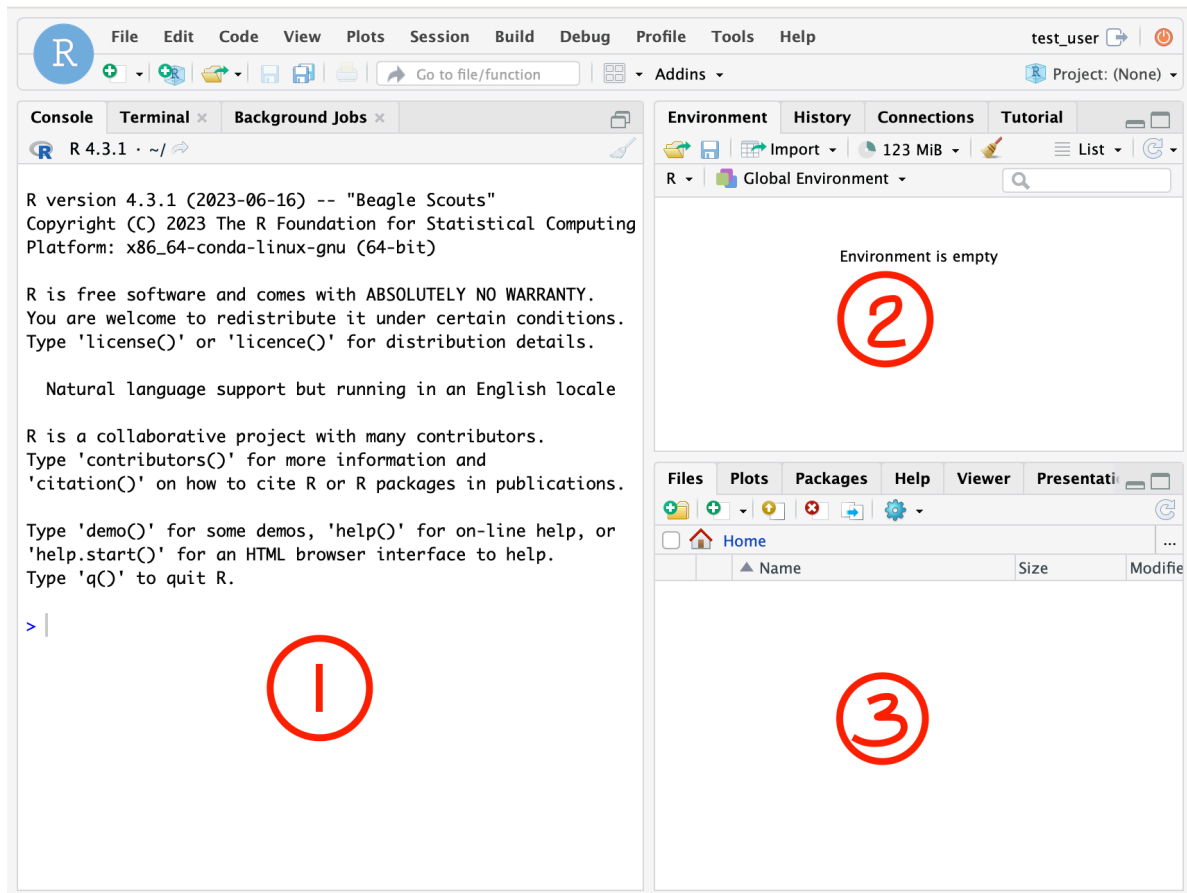 R
File Edit Code View Plots Session Build Debug Profile Tools Help
test_user
Go to file/function
Addins
Project: (None)
Console Terminal Background Jobs
R 4.3.1 · ~/
R version 4.3.1 (2023-06-16) -- "Beagle Scouts"
Copyright (C) 2023 The R Foundation for Statistical Computing
Platform: x86_64-conda-linux-gnu (64-bit)
R is free software and comes with ABSOLUTELY NO WARRANTY.
You are welcome to redistribute it under certain conditions.
Type 'license()' or 'licence()' for distribution details.
Natural language support but running in an English locale
R is a collaborative project with many contributors.
Type 'contributors()' for more information and
'citation()' on how to cite R or R packages in publications.
Type 'demo()' for some demos, 'help()' for on-line help, or
'help.start()' for an HTML browser interface to help.
Type 'q()' to quit R.
>
1
Environment History Connections Tutorial
Import 123 MiB List
R Global Environment
Environment is empty
2
Files Plots Packages Help Viewer Presentati
Home ...
Name Size Modifie
3